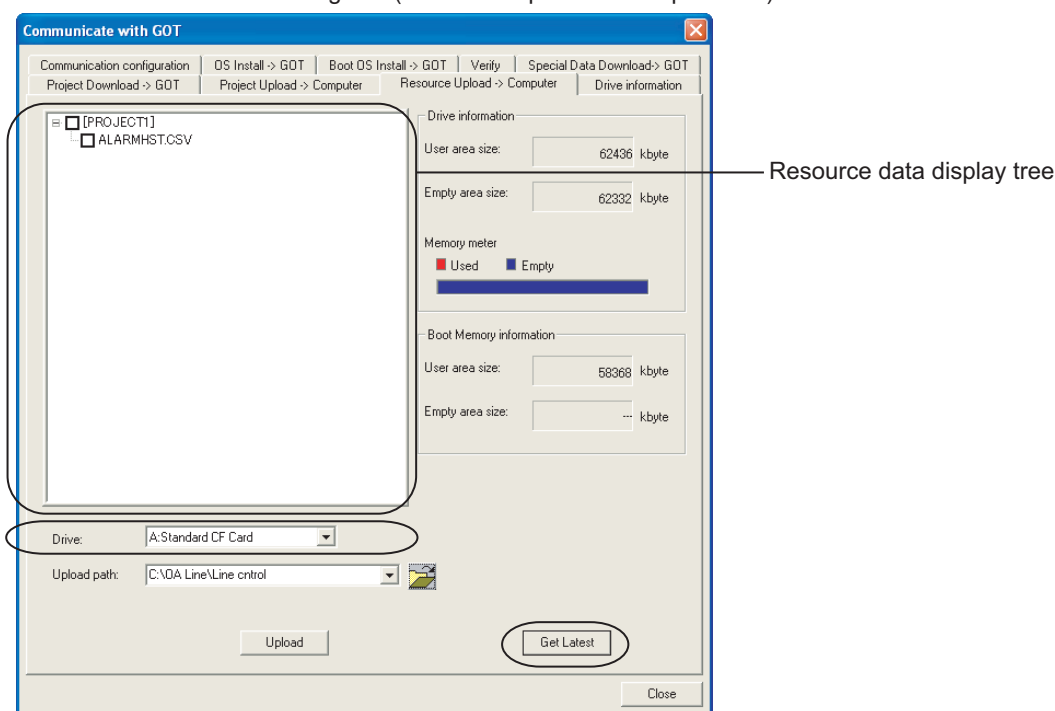 Communicate with GOT
Communication configuration OS Install -> GOT Boot OS Install -> GOT Verify Special Data Download-> GOT
Project Download -> GOT Project Upload -> Computer Resource Upload -> Computer Drive information
[PROJECT1]
ALARMHST.CSV
Drive information
User area size: 62436 kbyte
Resource data display tree
Empty area size: 62332 kbyte
Memory meter
Used Empty
Boot Memory information
User area size: 58368 kbyte
Empty area size: --- kbyte
Drive: A:Standard CF Card
Upload path: C:\OA Line\Line cntrol
Upload Get Latest
Close